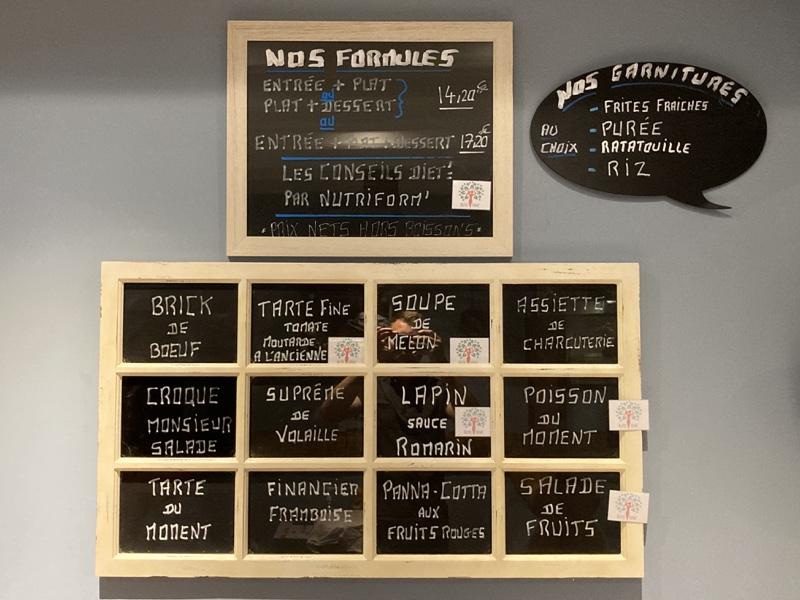 NOS FORMULES
ENTRÉE + PLAT
ou
PLAT + DESSERT
14,20€
ou
ENTRÉE + PLAT + DESSERT 17,20€
LES CONSEILS DIET'
PAR NUTRIFORM'
PRIX NETS HORS BOISSONS
NOS GARNITURES
AU CHOIX
- FRITES FRAICHES
- PURÉE
- RATATOUILLE
- RIZ
BRICK
DE
BOEUF
TARTE FINE
TOMATE
MOUTARDE
A L'ANCIENNE
SOUPE
DE
MELON
ASSIETTE
DE
CHARCUTERIE
CROQUE
MONSIEUR
SALADE
SUPRÊME
DE
VOLAILLE
LAPIN
SAUCE
ROMARIN
POISSON
DU
MOMENT
TARTE
DU
MOMENT
FINANCIER
FRAMBOISE
PANNA-COTTA
AUX
FRUITS ROUGES
SALADE
DE
FRUITS